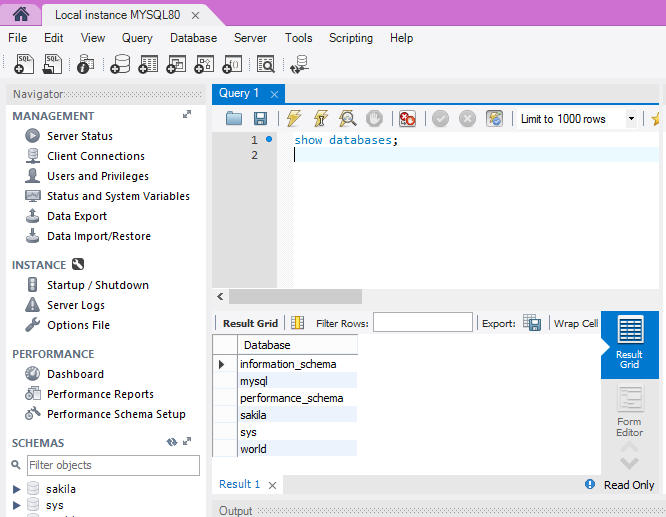 Local instance MYSQL80
File Edit View Query Database Server Tools Scripting Help
SQL SQL
Navigator
MANAGEMENT
Server Status
Client Connections
Users and Privileges
Status and System Variables
Data Export
Data Import/Restore
INSTANCE
Startup / Shutdown
Server Logs
Options File
PERFORMANCE
Dashboard
Performance Reports
Performance Schema Setup
SCHEMAS
Filter objects
sakila
sys
Query 1
Limit to 1000 rows
1 show databases;
2
Result Grid Filter Rows: Export: Wrap Cell
Database
information_schema
mysql
performance_schema
sakila
sys
world
Result
Grid
Form
Editor
Result 1 Read Only
Output